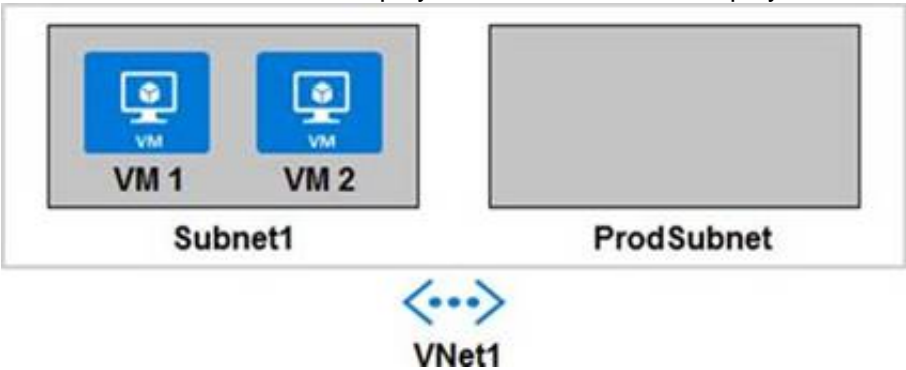 VM
VM
VM 1
VM 2
Subnet1
ProdSubnet
VNet1